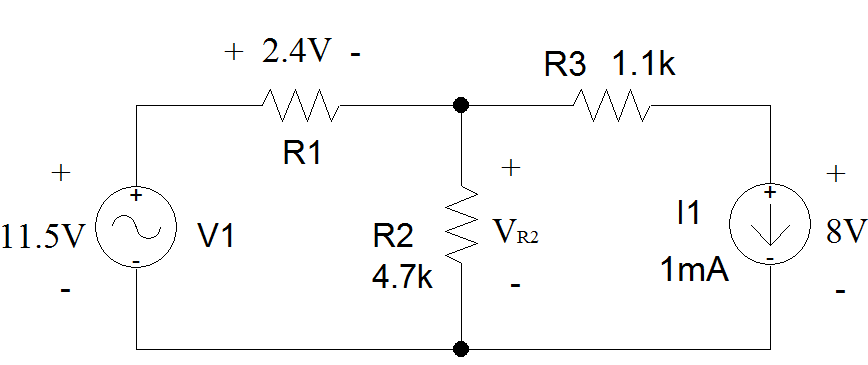 + 2.4V -
R3 1.1k
R1
+
11.5V
-
+
-
V1
R2
4.7k
+
VR2
-
I1
1mA
+
-
+
8V
-